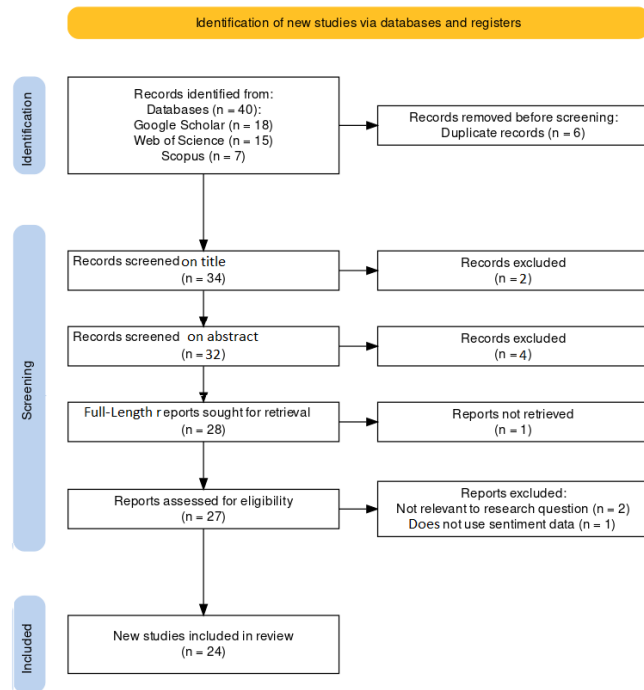 Identification of new studies via databases and registers
Identification
Records identified from:
Databases (n = 40):
Google Scholar (n = 18)
Web of Science (n = 15)
Scopus (n = 7)
Records removed before screening:
Duplicate records (n = 6)
Screening
Records screened on title
(n = 34)
Records excluded
(n =2)
Records screened on abstract
(n = 32)
Records excluded
(n =4)
Full-Length reports sought for retrieval
(n = 28)
Reports not retrieved
(n = 1)
Reports assessed for eligibility
(n = 27)
Reports excluded:
Not relevant to research question (n = 2)
Does not use sentiment data (n = 1)
Included
New studies included in review
(n = 24)